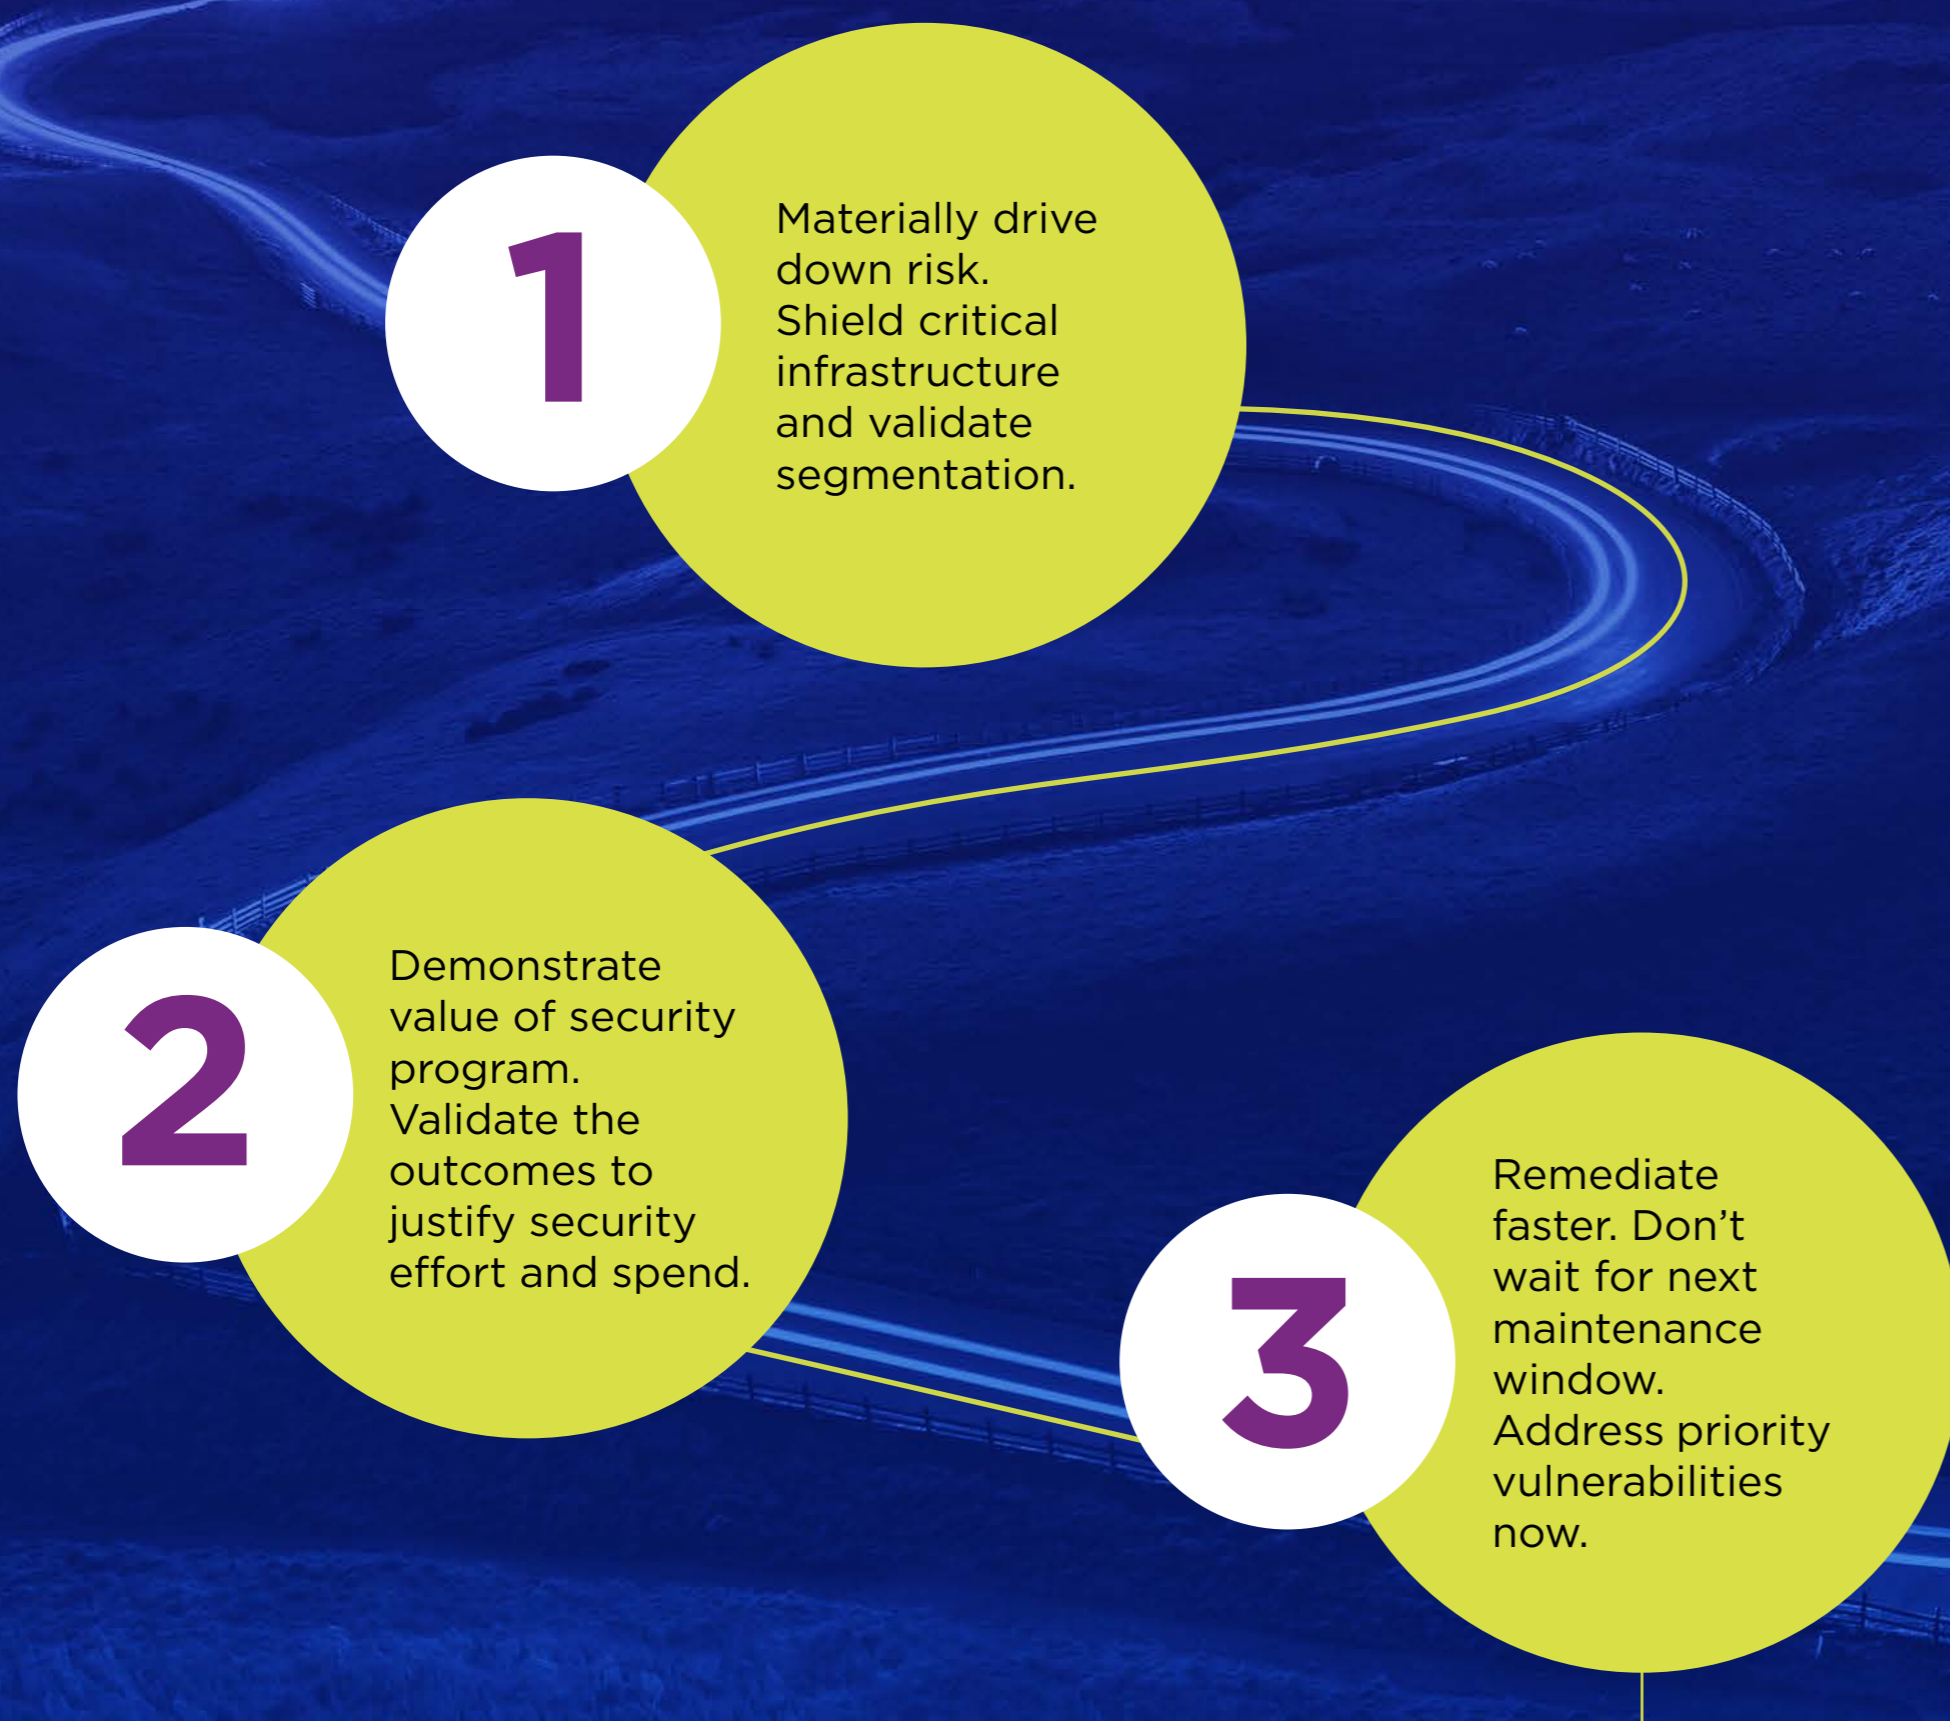 1
Materially drive
down risk.
Shield critical
infrastructure
and validate
segmentation.
2
Demonstrate
value of security
program.
Validate the
outcomes to
justify security
effort and spend.
3
Remediate
faster. Don’t
wait for next
maintenance
window.
Address priority
vulnerabilities
now.